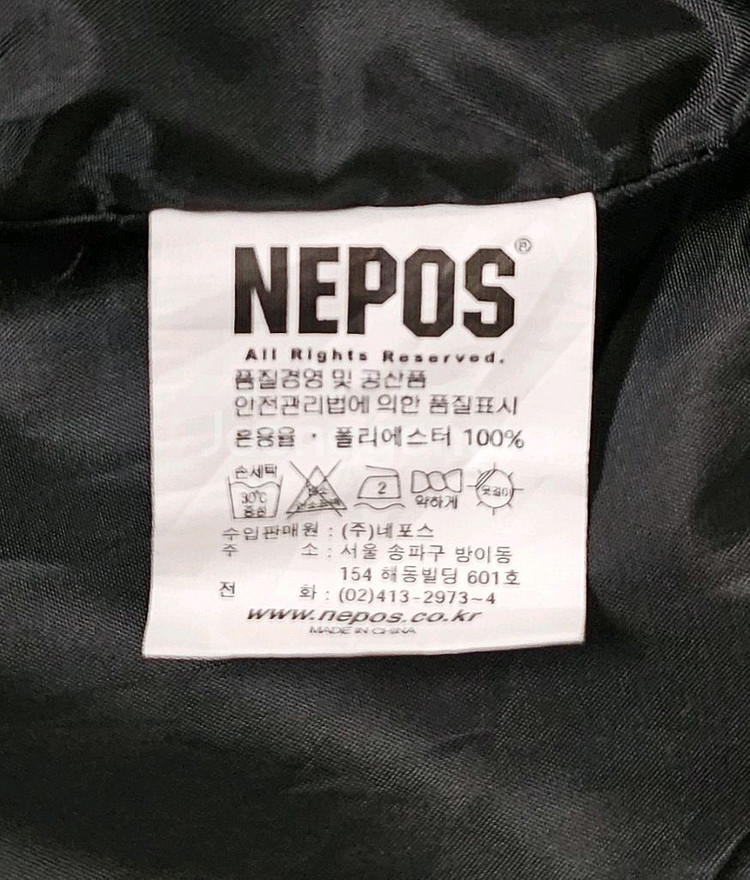 NEPOS®
All Rights Reserved.
품질경영 및 공산품
안전관리법에 의한 품질표시
혼용율 · 폴리에스터 100%
손세탁
30℃ 중성
2
약하게
옷걸이
수입판매원 : (주)네포스
주 소 : 서울 송파구 방이동
154 해동빌딩 601호
전 화 : (02)413-2973~4
www.nepos.co.kr
MADE IN CHINA